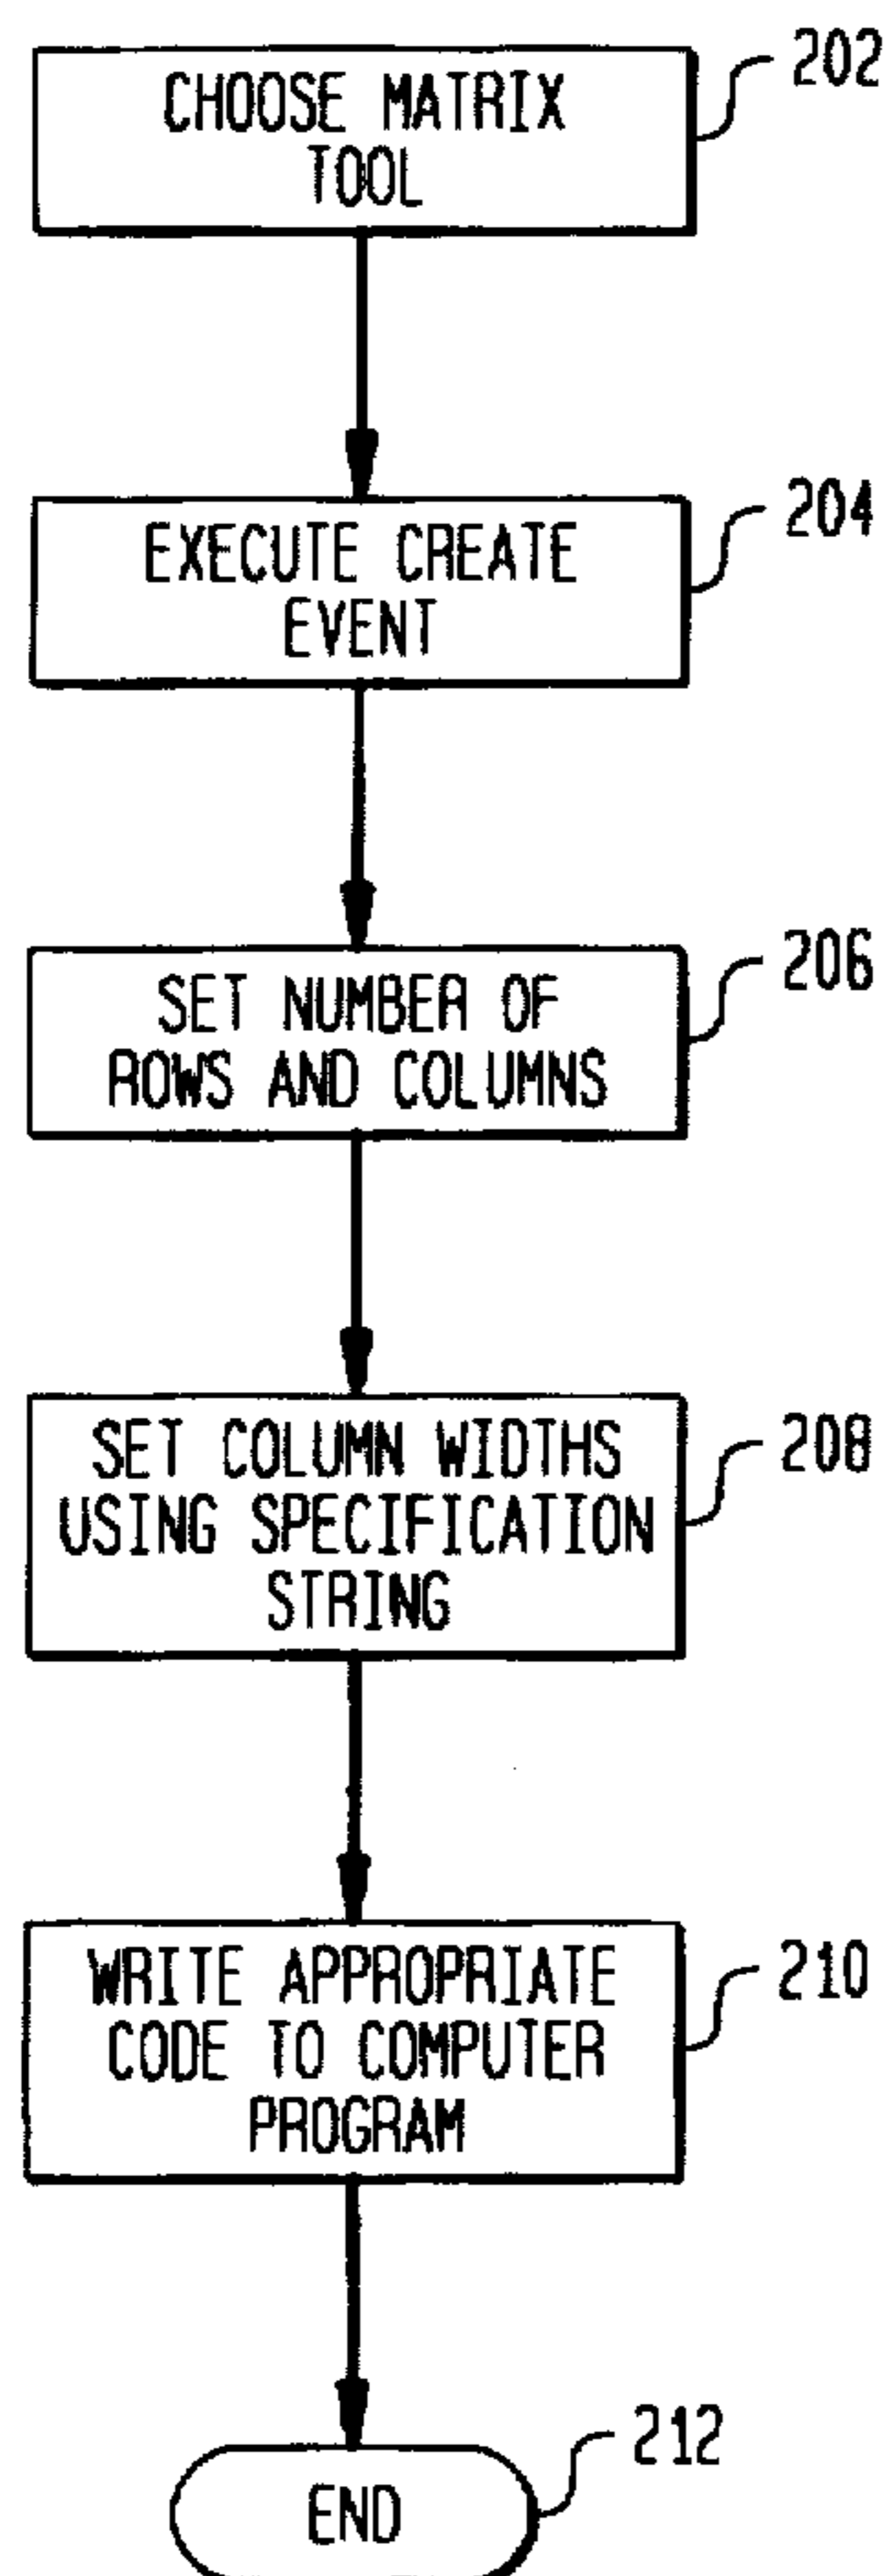 202
CHOOSE MATRIX
TOOL
204
EXECUTE CREATE
EVENT
206
SET NUMBER OF
ROWS AND COLUMNS
208
SET COLUMN WIDTHS
USING SPECIFICATION
STRING
210
WRITE APPROPRIATE
CODE TO COMPUTER
PROGRAM
212
END